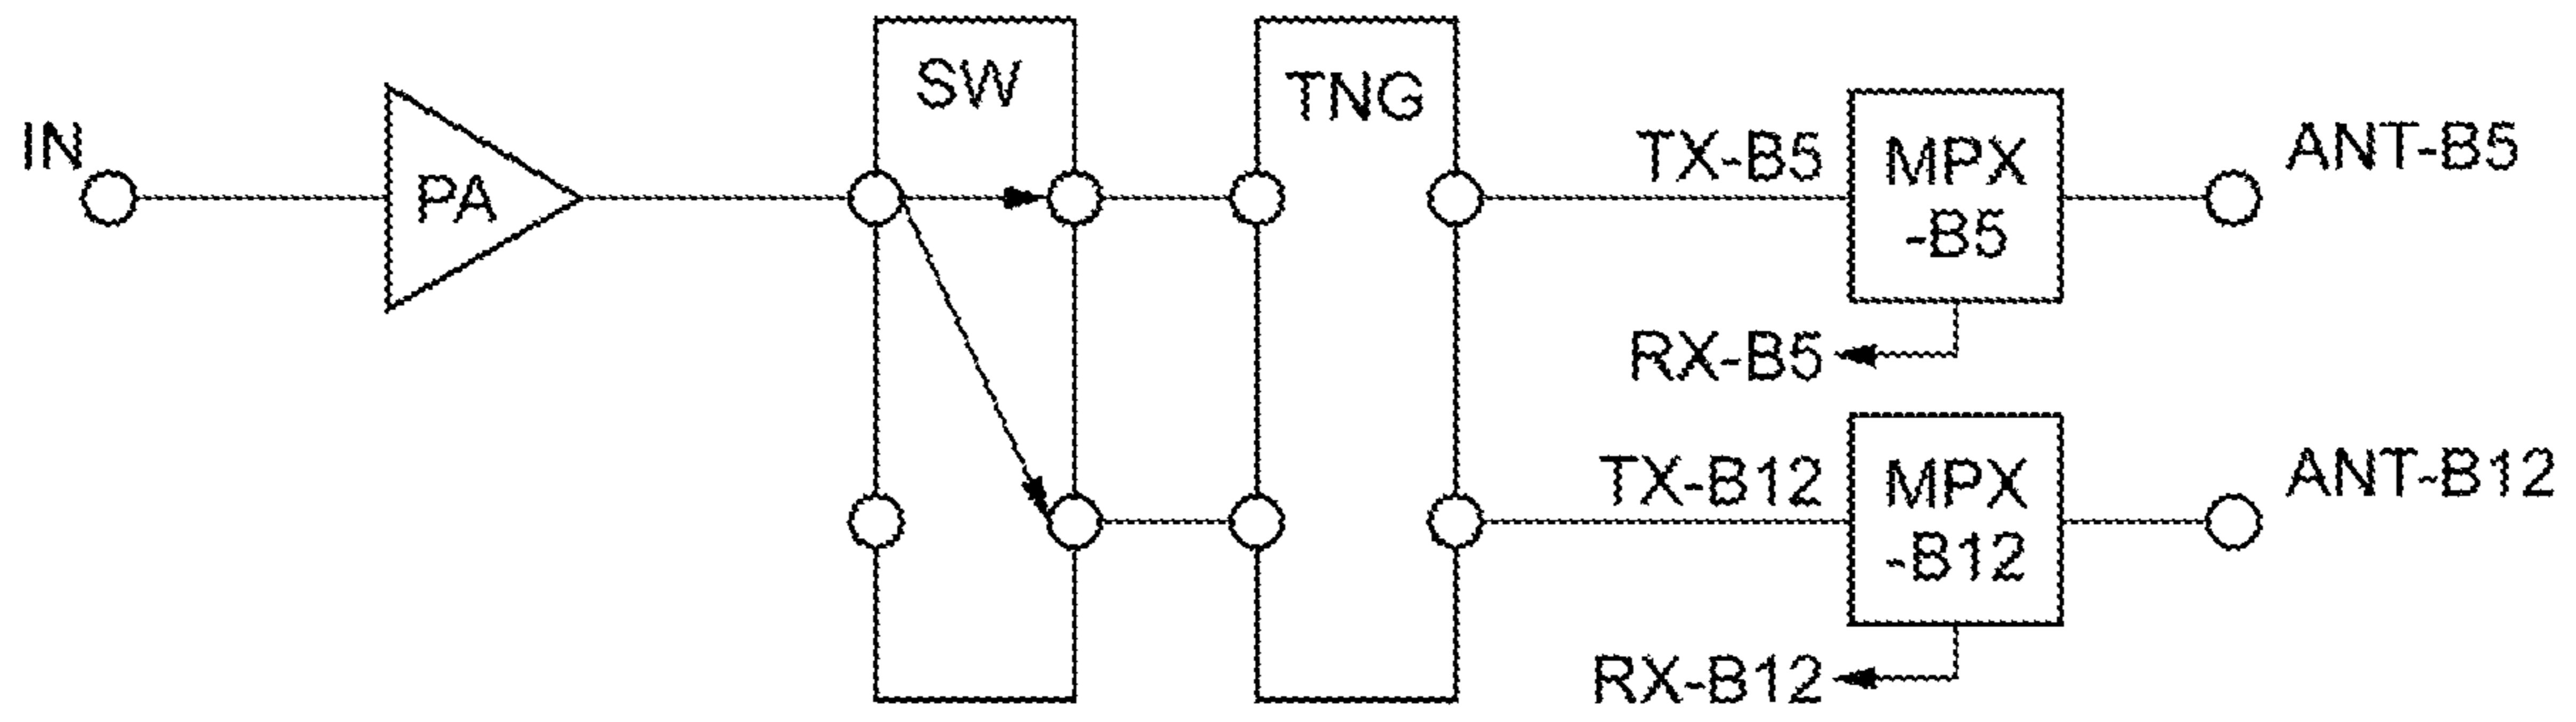 IN
PA
SW
TNG
TX-B5
MPX
-B5
ANT-B5
RX-B5
TX-B12
MPX
-B12
ANT-B12
RX-B12